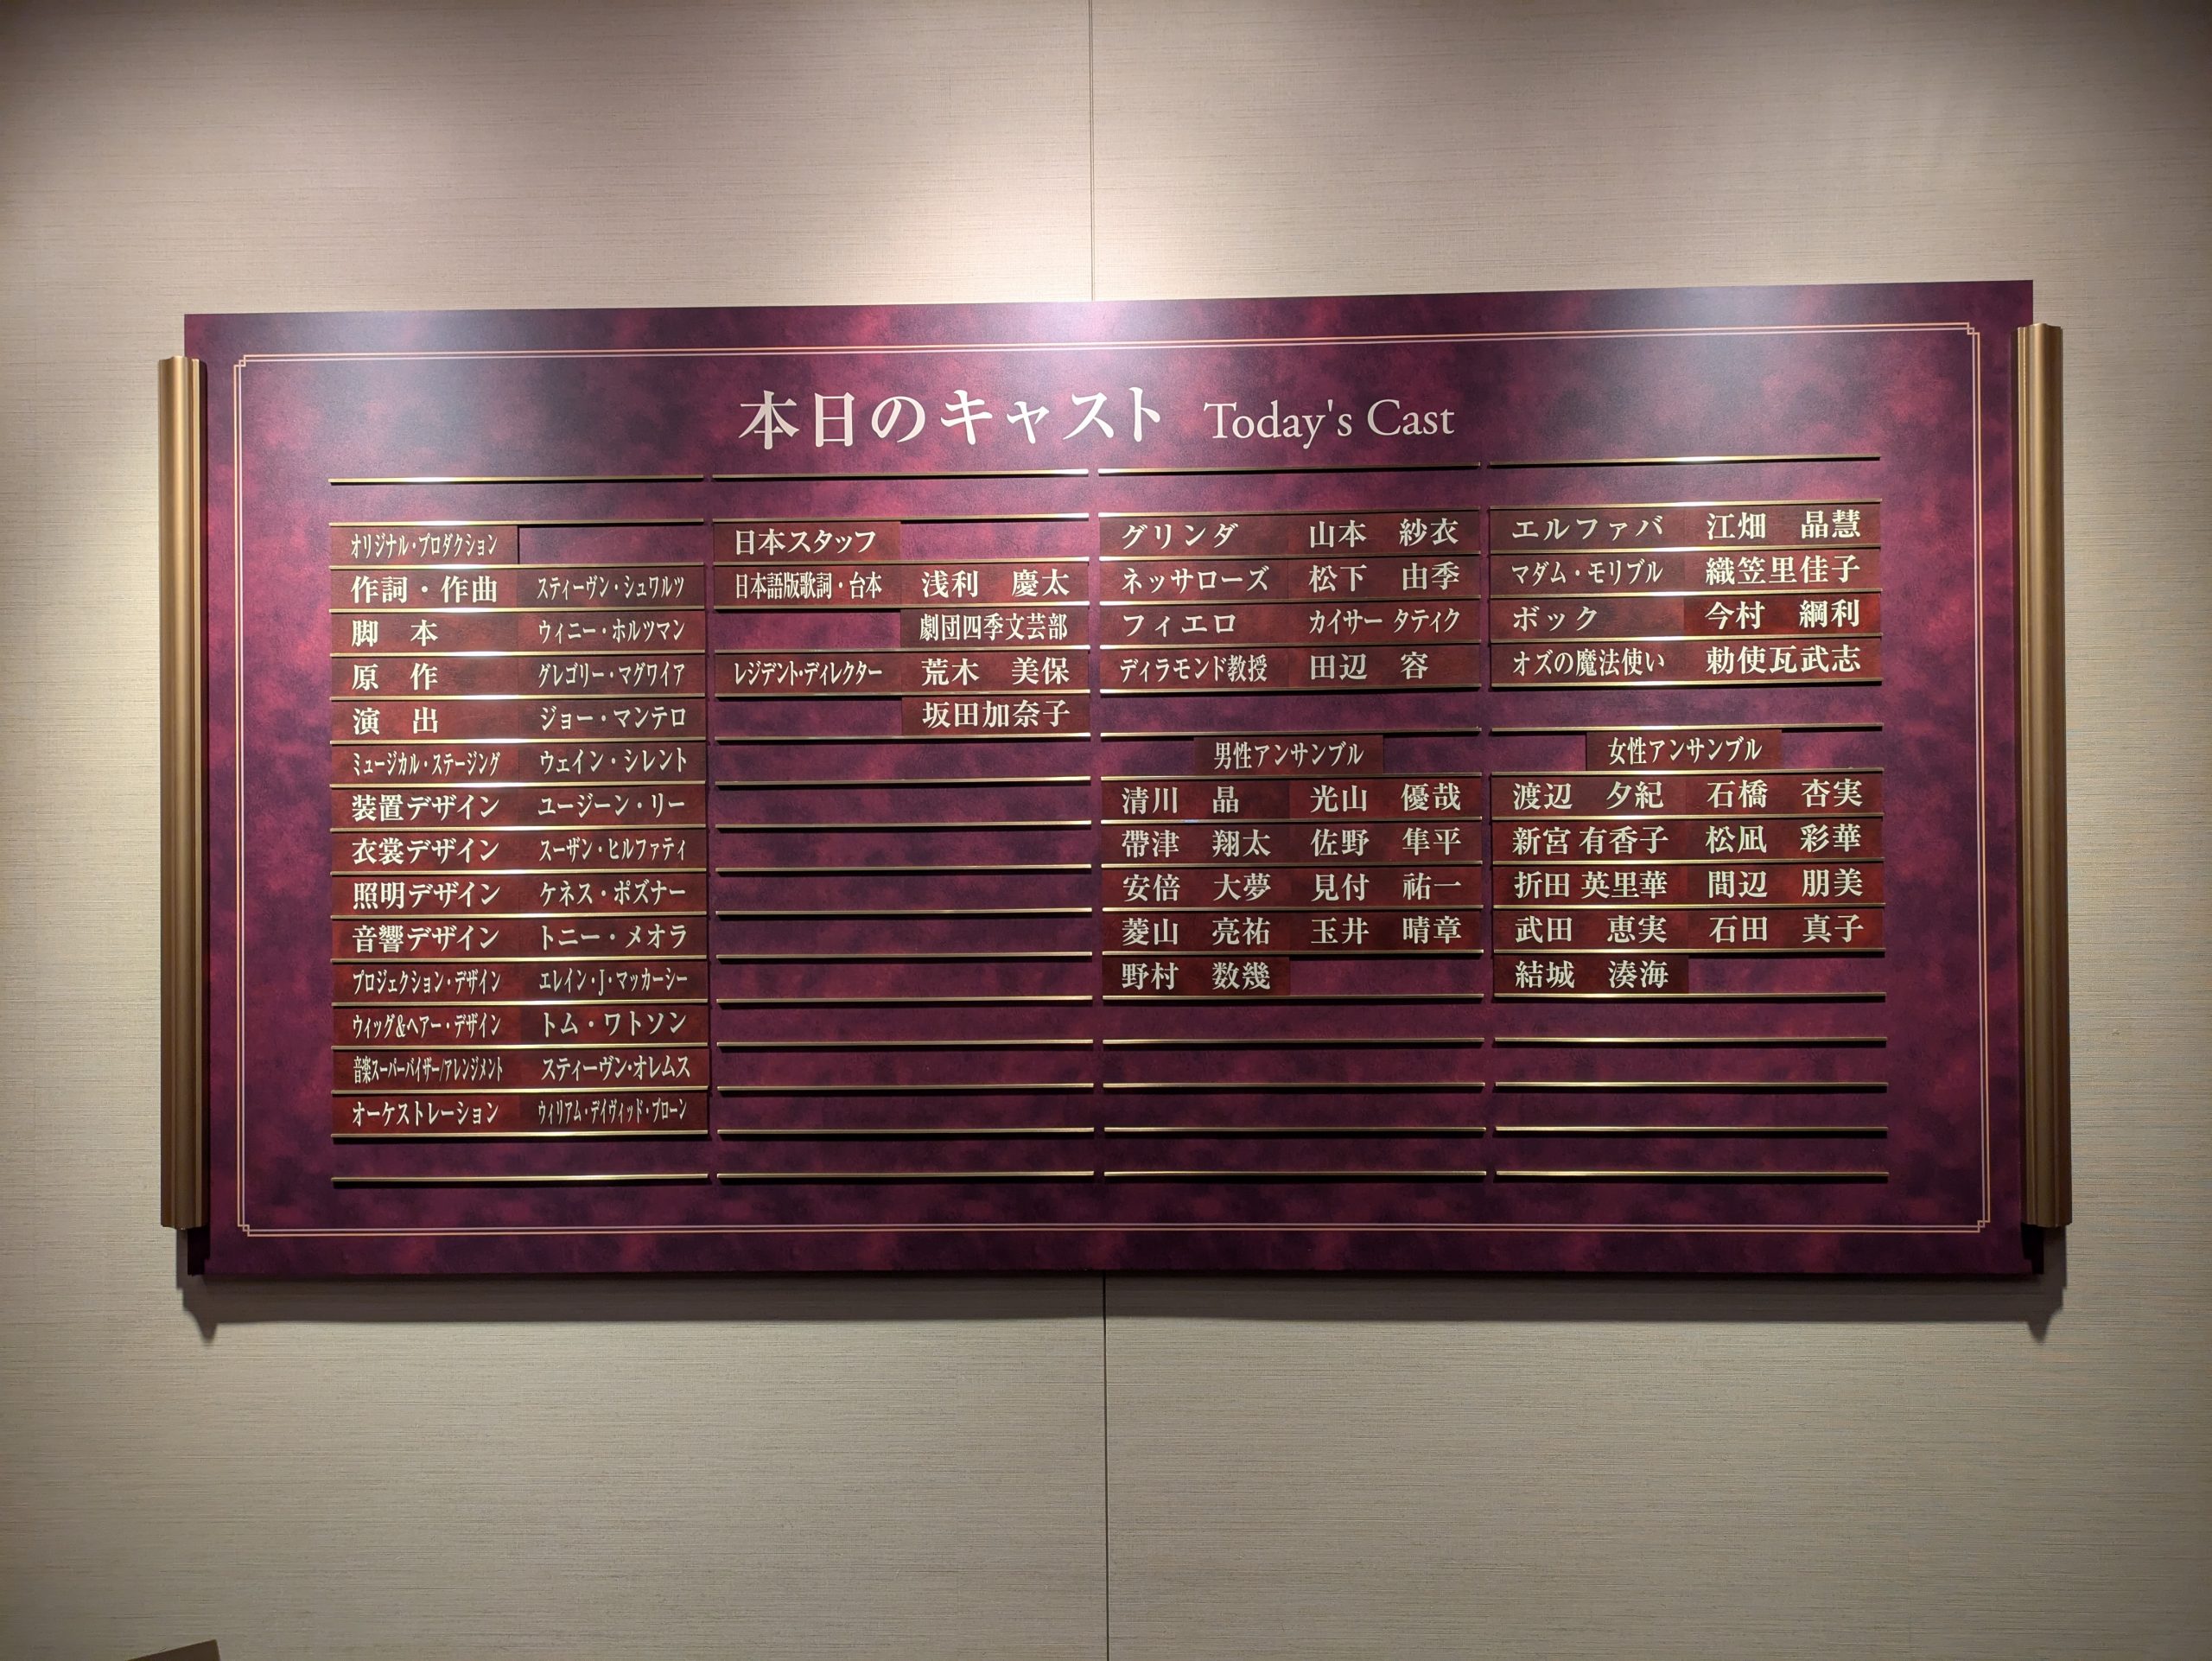 本日のキャスト Today's Cast
オリジナル・プロダクション
作詞・作曲 スティーヴン・シュワルツ
脚 本 ウィニー・ホルツマン
原 作 グレゴリー・マグワイア
演 出 ジョー・マンテロ
ミュージカル・ステージング ウェイン・シレント
装置デザイン ユージーン・リー
衣裳デザイン スーザン・ヒルファティ
照明デザイン ケネス・ポズナー
音響デザイン トニー・メオラ
プロジェクション・デザイン エレイン・J・マッカーシー
ウィッグ&ヘアー・デザイン トム・ワトソン
音楽スーパーバイザー/アレンジメント スティーヴン・オレムス
オーケストレーション ウィリアム・デイヴィッド・ブローン
日本スタッフ
日本語版歌詞・台本 浅利 慶太
劇団四季文芸部
レジデント・ディレクター 荒木 美保
坂田加奈子
グリンダ 山本 紗衣
ネッサローズ 松下 由季
フィエロ カイサー タティク
ディラモンド教授 田辺 容
男性アンサンブル
清川 晶 光山 優哉
帶津 翔太 佐野 隼平
安倍 大夢 見付 祐一
菱山 亮祐 玉井 晴章
野村 数幾
エルファバ 江畑 晶慧
マダム・モリブル 織笠里佳子
ボック 今村 綱利
オズの魔法使い 勅使瓦武志
女性アンサンブル
渡辺 夕紀 石橋 杏実
新宮 有香子 松凪 彩華
折田 英里華 間辺 朋美
武田 恵実 石田 真子
結城 湊海